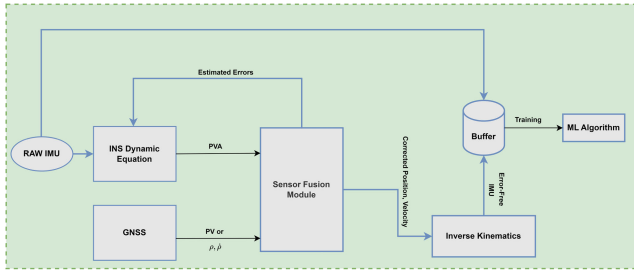 Estimated Errors
RAW IMU
INS Dynamic
Equation
PVA
Sensor Fusion
Module
GNSS
PV or
ρ, ρ̇
Corrected Position, Velocity
Buffer
Training
ML Algorithm
Error-Free
IMU
Inverse Kinematics